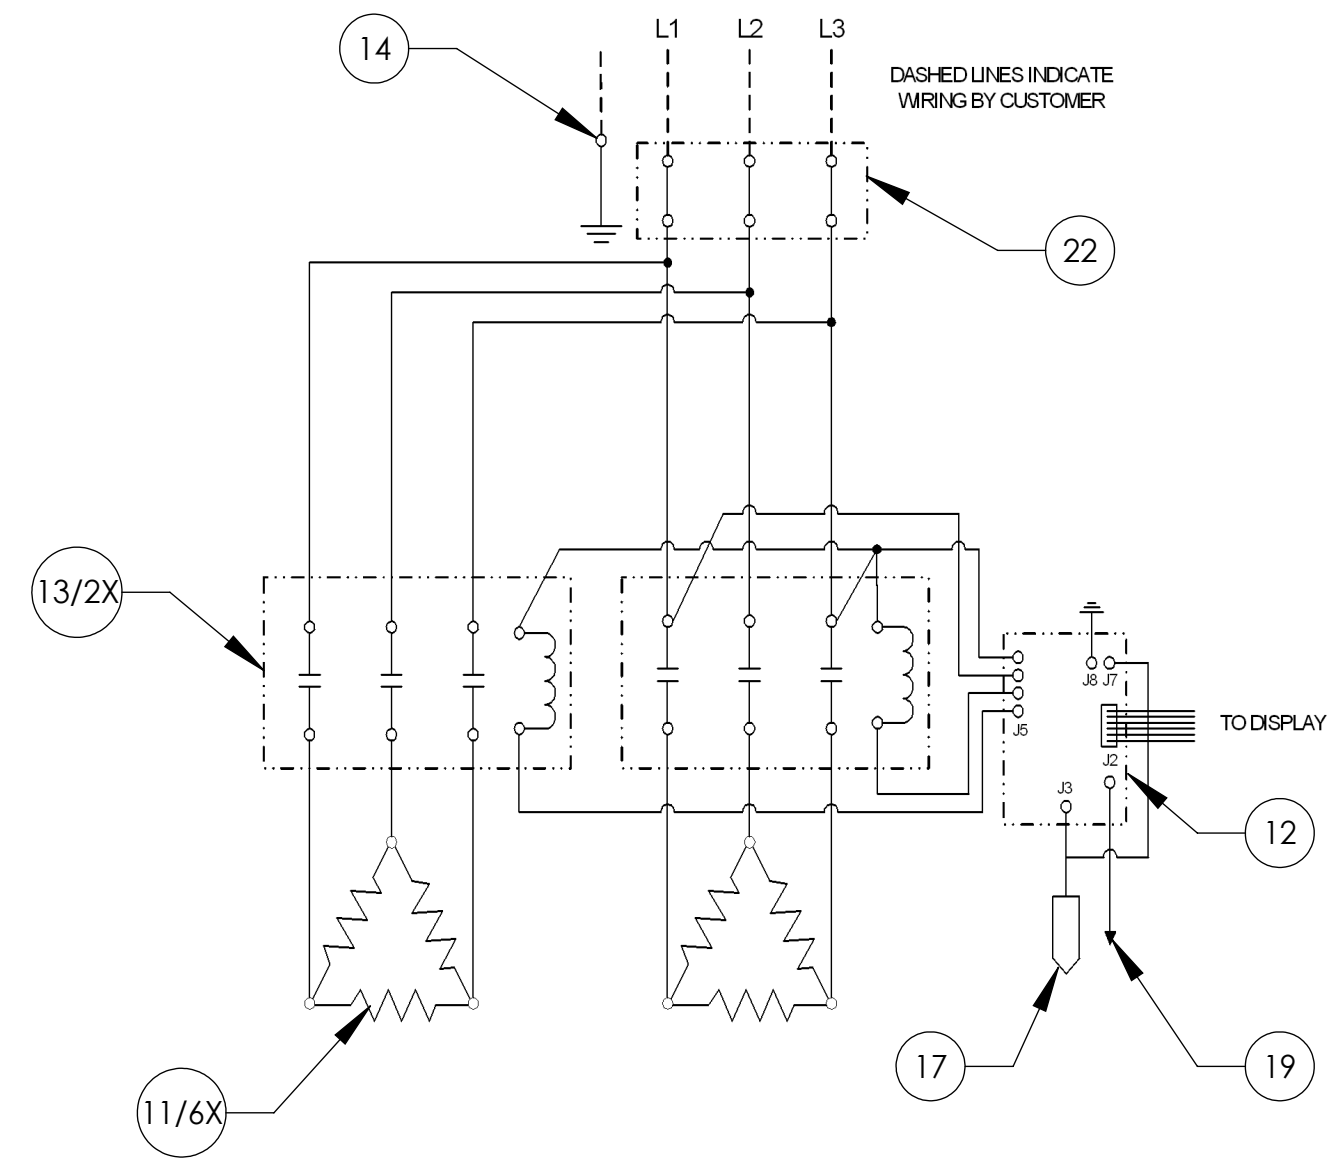 14
L1 L2 L3
DASHED LINES INDICATE
WIRING BY CUSTOMER
22
13/2X
J8 J7
J5
TO DISPLAY
J2
J3
12
17
19
11/6X